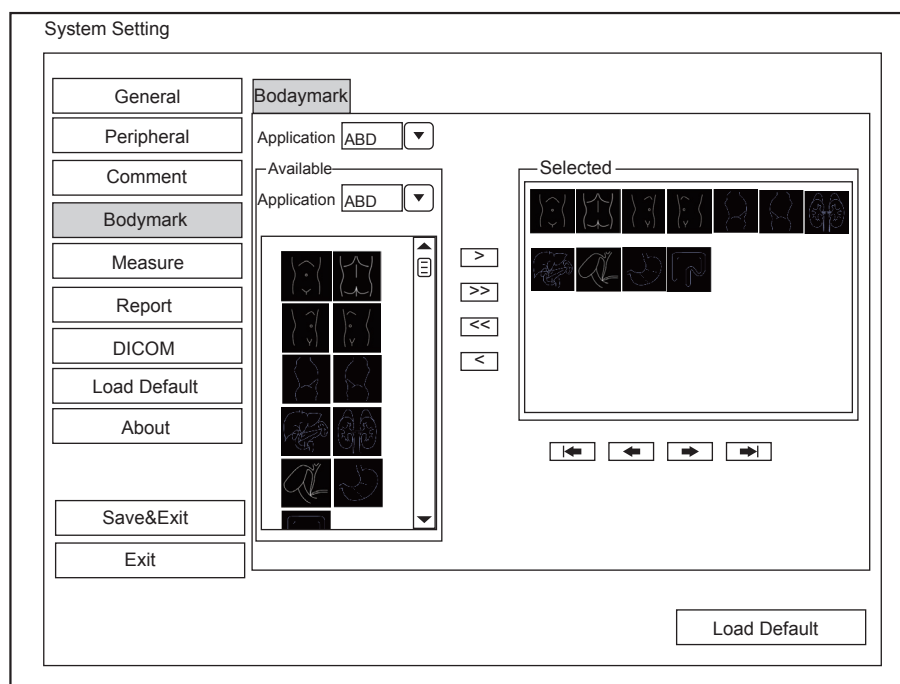 System Setting
General
Peripheral
Comment
Bodymark
Measure
Report
DICOM
Load Default
About
Save&Exit
Exit
Bodaymark
Application ABD
Available
Application ABD
>
>>
<<
<
Selected
Load Default